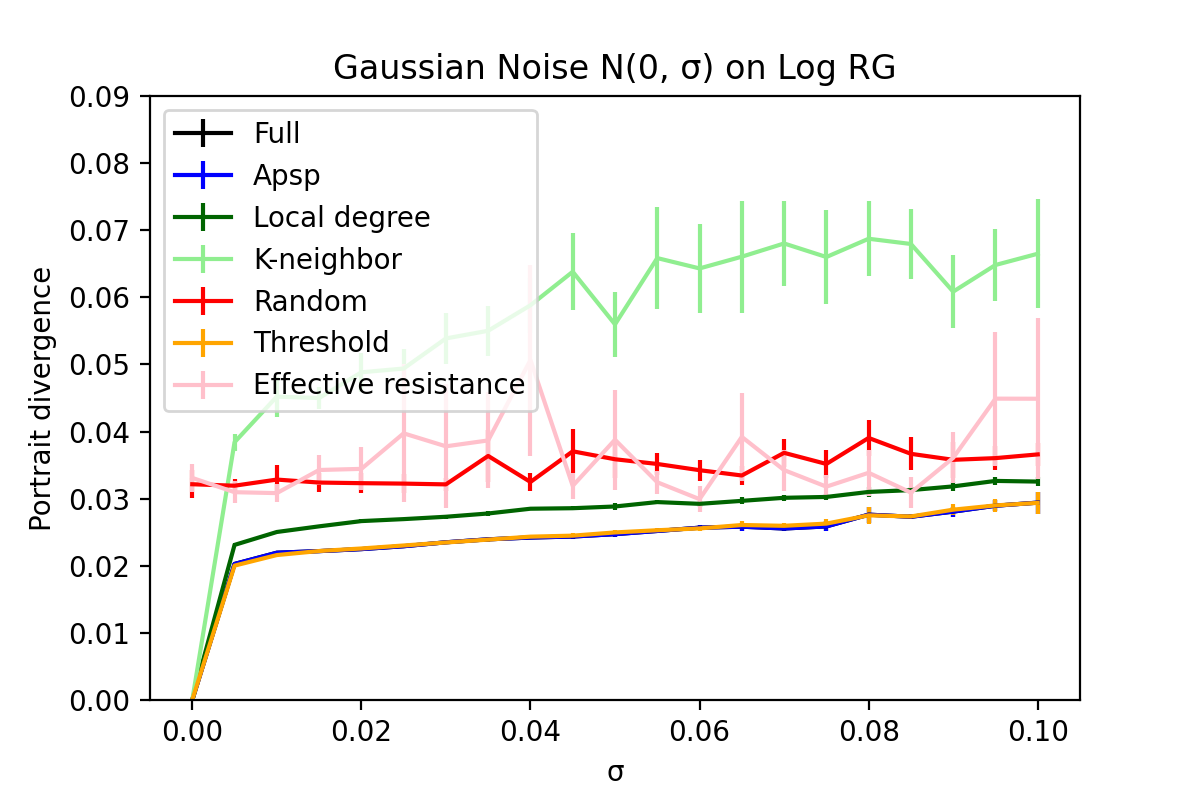 Gaussian Noise N(0, σ) on Log RG
0.09
0.08
0.07
0.06
0.05
0.04
0.03
0.02
0.01
0.00
Portrait divergence
Full
Apsp
Local degree
K-neighbor
Random
Threshold
Effective resistance
0.00 0.02 0.04 0.06 0.08 0.10
σ